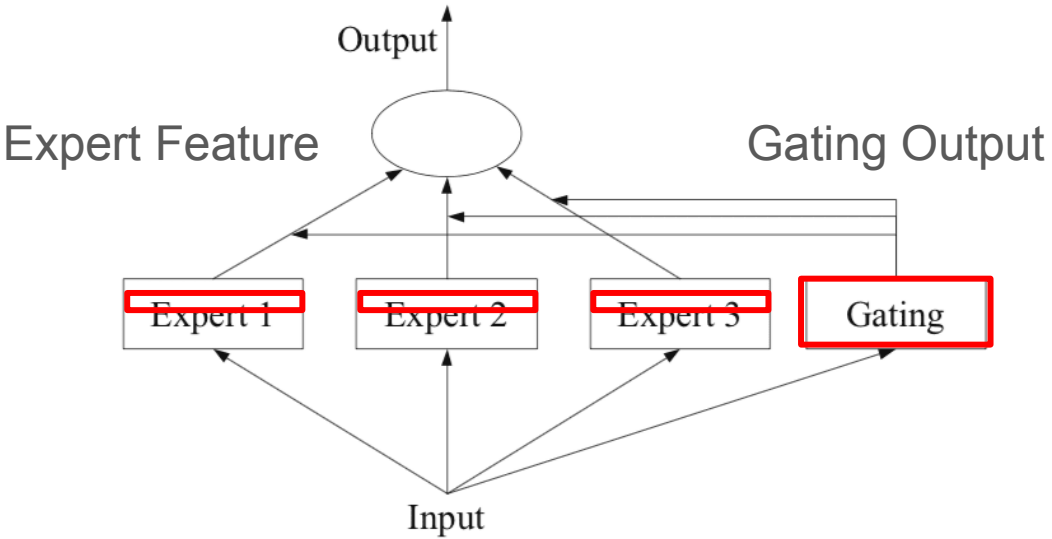 Output
Expert Feature
Gating Output
Expert 1
Expert 2
Expert 3
Gating
Input